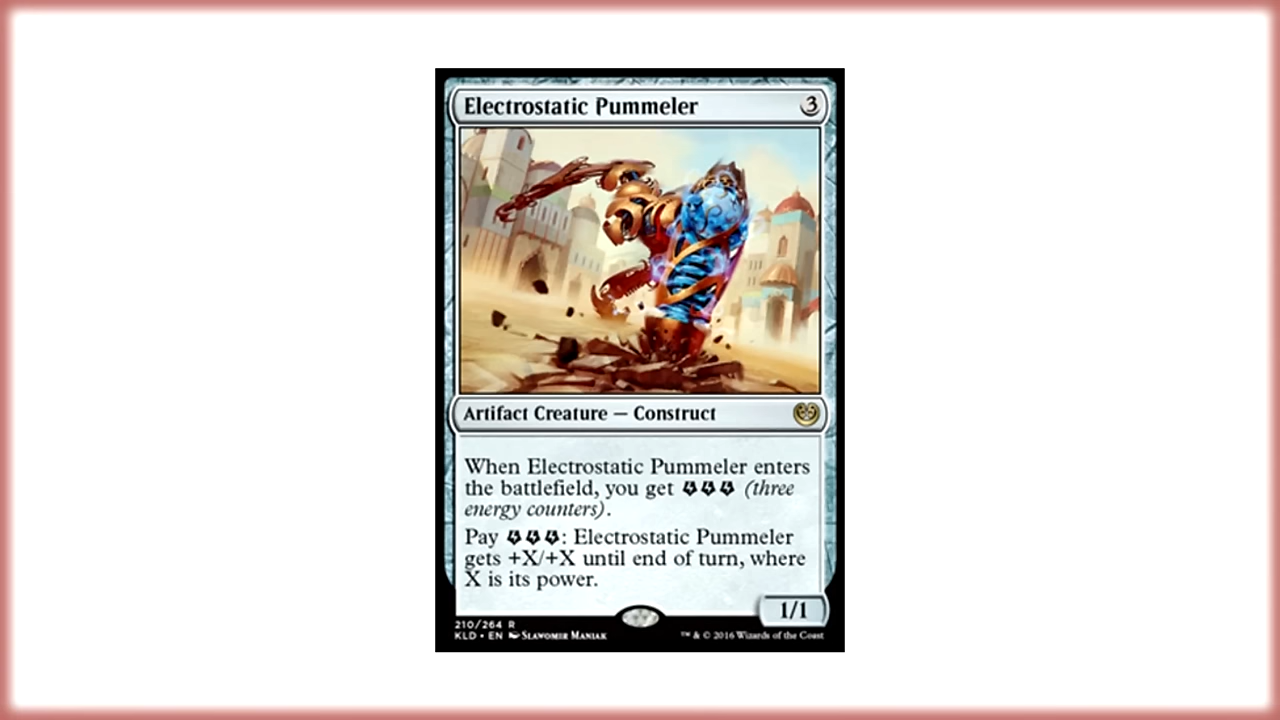 Electrostatic Pummeler 3
Artifact Creature — Construct
When Electrostatic Pummeler enters
the battlefield, you get (three
energy counters).
Pay : Electrostatic Pummeler
gets +X/+X until end of turn, where
X is its power.
1/1
210/264 R
KLD • EN Slawomir Maniak
™ & © 2016 Wizards of the Coast